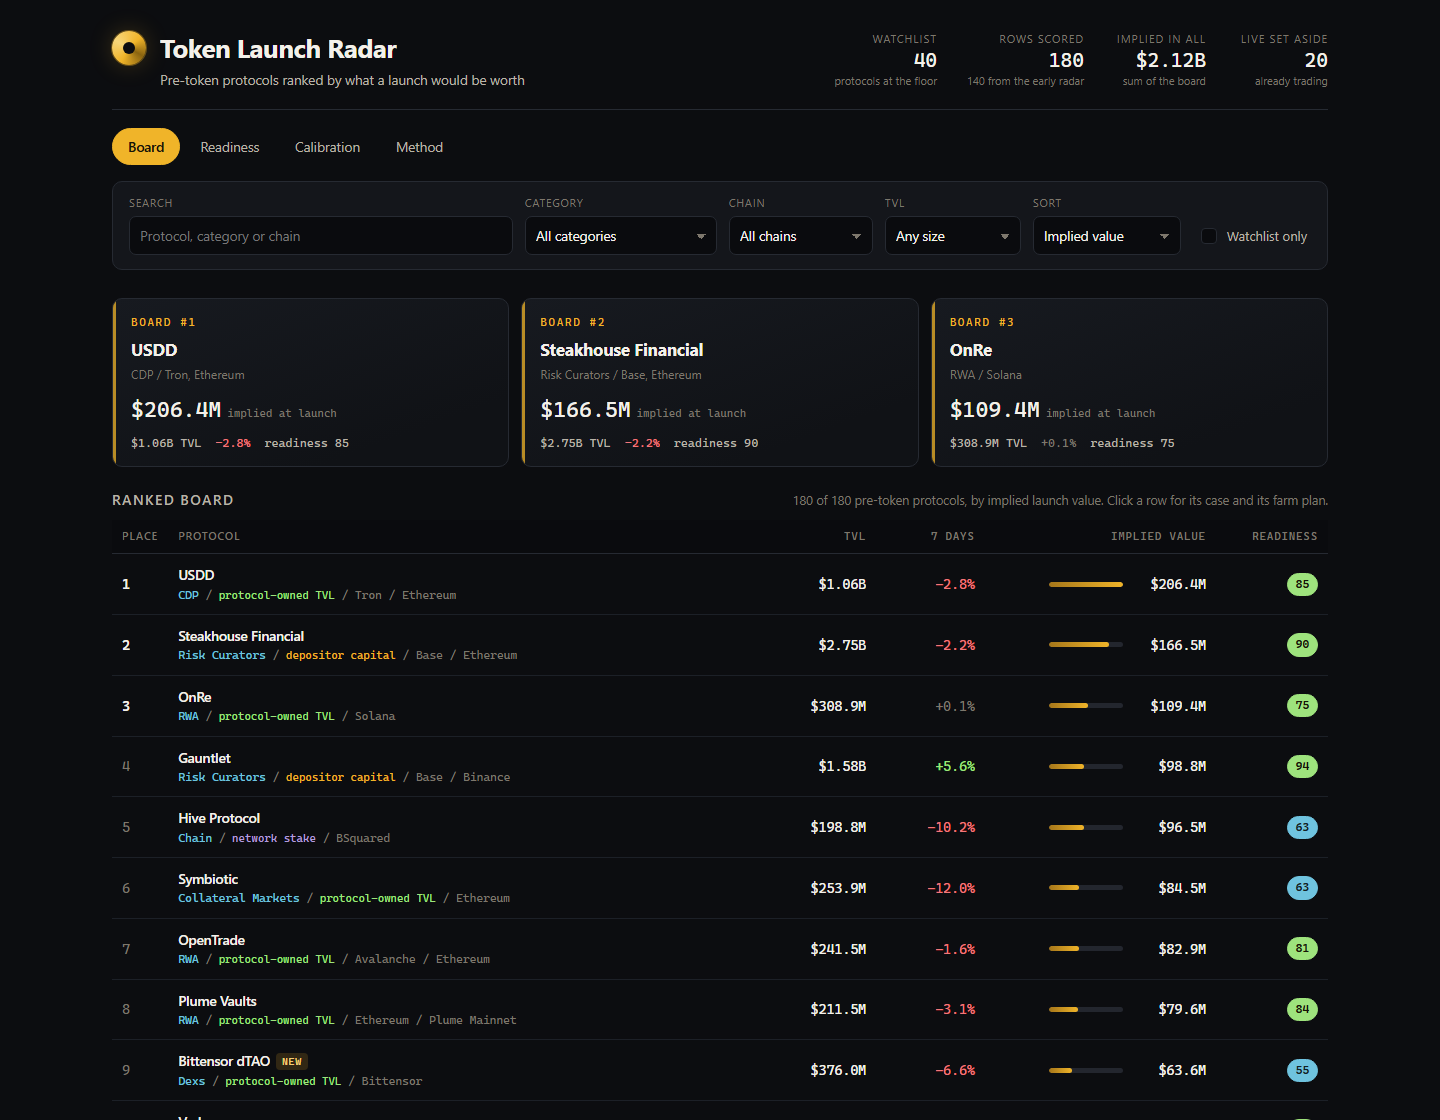 Token Launch Radar
Pre-token protocols ranked by what a launch would be worth
WATCHLIST
40
protocols at the floor
ROWS SCORED
180
140 from the early radar
IMPLIED IN ALL
$2.12B
sum of the board
LIVE SET ASIDE
20
already trading
Board Readiness Calibration Method
SEARCH CATEGORY CHAIN TVL SORT
Protocol, category or chain All categories All chains Any size Implied value Watchlist only
BOARD #1
USDD
CDP / Tron, Ethereum
$206.4M implied at launch
$1.06B TVL −2.8% readiness 85
BOARD #2
Steakhouse Financial
Risk Curators / Base, Ethereum
$166.5M implied at launch
$2.75B TVL −2.2% readiness 90
BOARD #3
OnRe
RWA / Solana
$109.4M implied at launch
$308.9M TVL +0.1% readiness 75
RANKED BOARD 180 of 180 pre-token protocols, by implied launch value. Click a row for its case and its farm plan.
PLACE PROTOCOL TVL 7 DAYS IMPLIED VALUE READINESS
1 USDD $1.06B −2.8% $206.4M 85
CDP / protocol-owned TVL / Tron / Ethereum
2 Steakhouse Financial $2.75B −2.2% $166.5M 90
Risk Curators / depositor capital / Base / Ethereum
3 OnRe $308.9M +0.1% $109.4M 75
RWA / protocol-owned TVL / Solana
4 Gauntlet $1.58B +5.6% $98.8M 94
Risk Curators / depositor capital / Base / Binance
5 Hive Protocol $198.8M −10.2% $96.5M 63
Chain / network stake / BSquared
6 Symbiotic $253.9M −12.0% $84.5M 63
Collateral Markets / protocol-owned TVL / Ethereum
7 OpenTrade $241.5M −1.6% $82.9M 81
RWA / protocol-owned TVL / Avalanche / Ethereum
8 Plume Vaults $211.5M −3.1% $79.6M 84
RWA / protocol-owned TVL / Ethereum / Plume Mainnet
9 Bittensor dTAO NEW $376.0M −6.6% $63.6M 55
Dexs / protocol-owned TVL / Bittensor